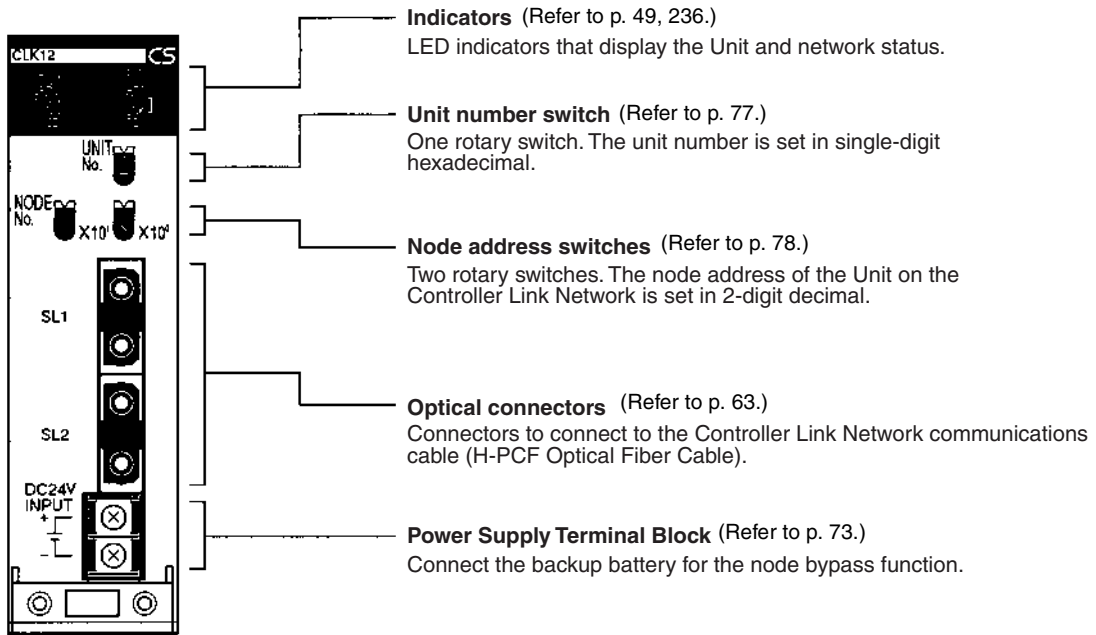 Indicators (Refer to p. 49, 236.)
LED indicators that display the Unit and network status.
CLK12
CS
Unit number switch (Refer to p. 77.)
One rotary switch. The unit number is set in single-digit
hexadecimal.
UNIT
No.
NODE
No.
X10¹
X10⁰
Node address switches (Refer to p. 78.)
Two rotary switches. The node address of the Unit on the
Controller Link Network is set in 2-digit decimal.
SL1
Optical connectors (Refer to p. 63.)
Connectors to connect to the Controller Link Network communications
cable (H-PCF Optical Fiber Cable).
SL2
DC24V
INPUT
+
−
Power Supply Terminal Block (Refer to p. 73.)
Connect the backup battery for the node bypass function.